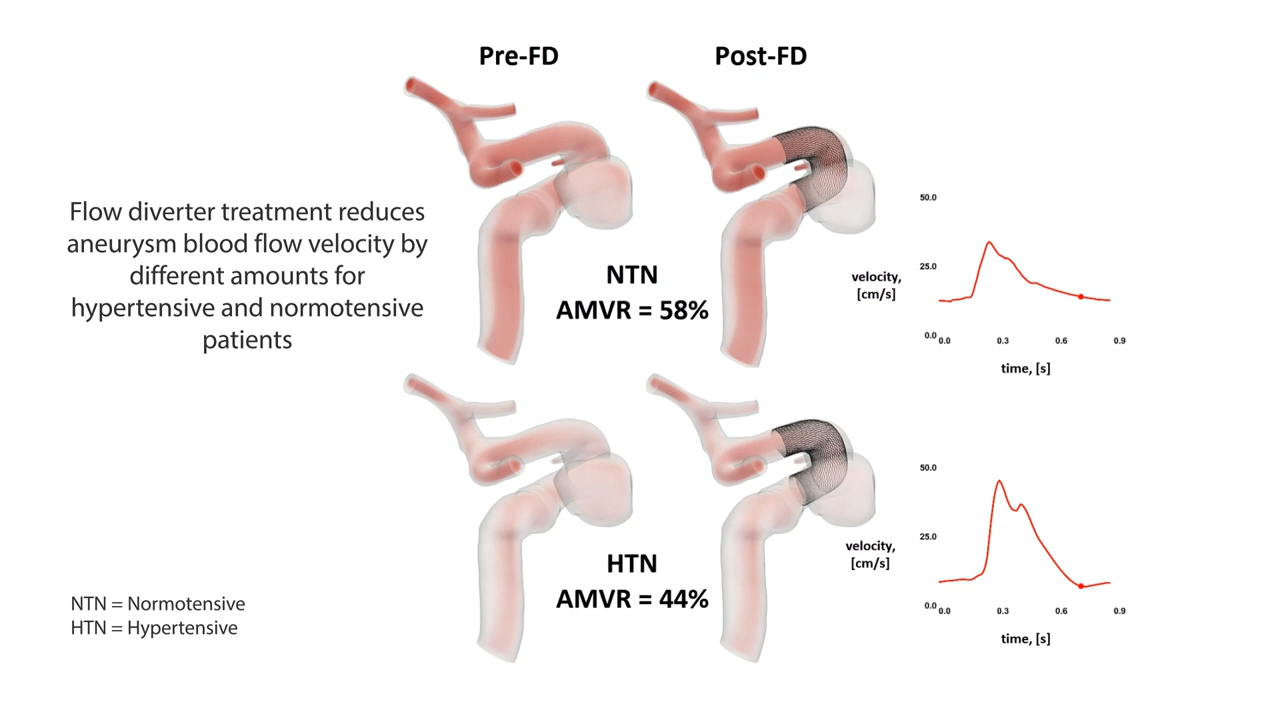 Pre-FD
Post-FD
Flow diverter treatment reduces
aneurysm blood flow velocity by
different amounts for
hypertensive and normotensive
patients
NTN
AMVR = 58%
velocity,
[cm/s]
50.0
25.0
0.0
0.0
0.3
0.6
0.9
time, [s]
HTN
AMVR = 44%
velocity,
[cm/s]
50.0
25.0
0.0
0.0
0.3
0.6
0.9
time, [s]
NTN = Normotensive
HTN = Hypertensive